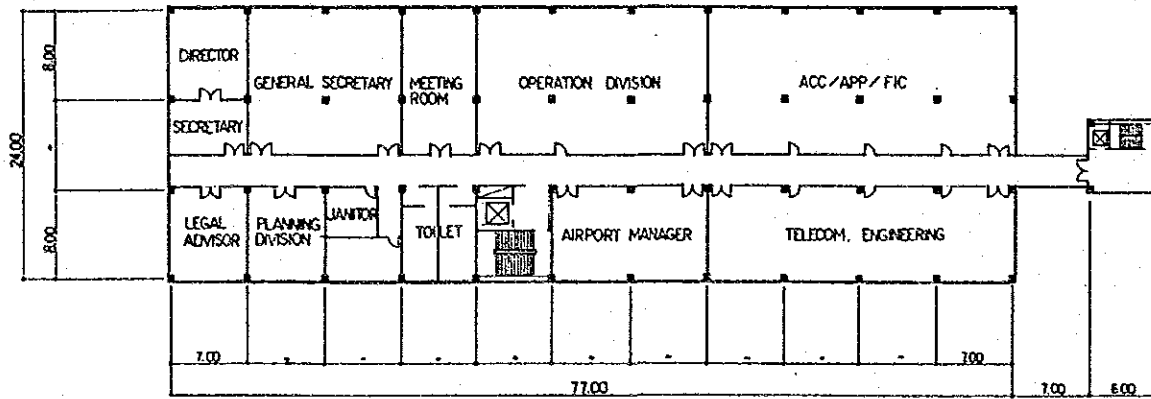 8.00
24.00
8.00
DIRECTOR
SECRETARY
GENERAL SECRETARY
MEETING
ROOM
OPERATION DIVISION
ACC/APP/FIC
LEGAL
ADVISOR
PLANNING
DIVISION
JANITOR
TOILET
AIRPORT MANAGER
TELECOM. ENGINEERING
7.00
7.00
77.00
7.00
6.00